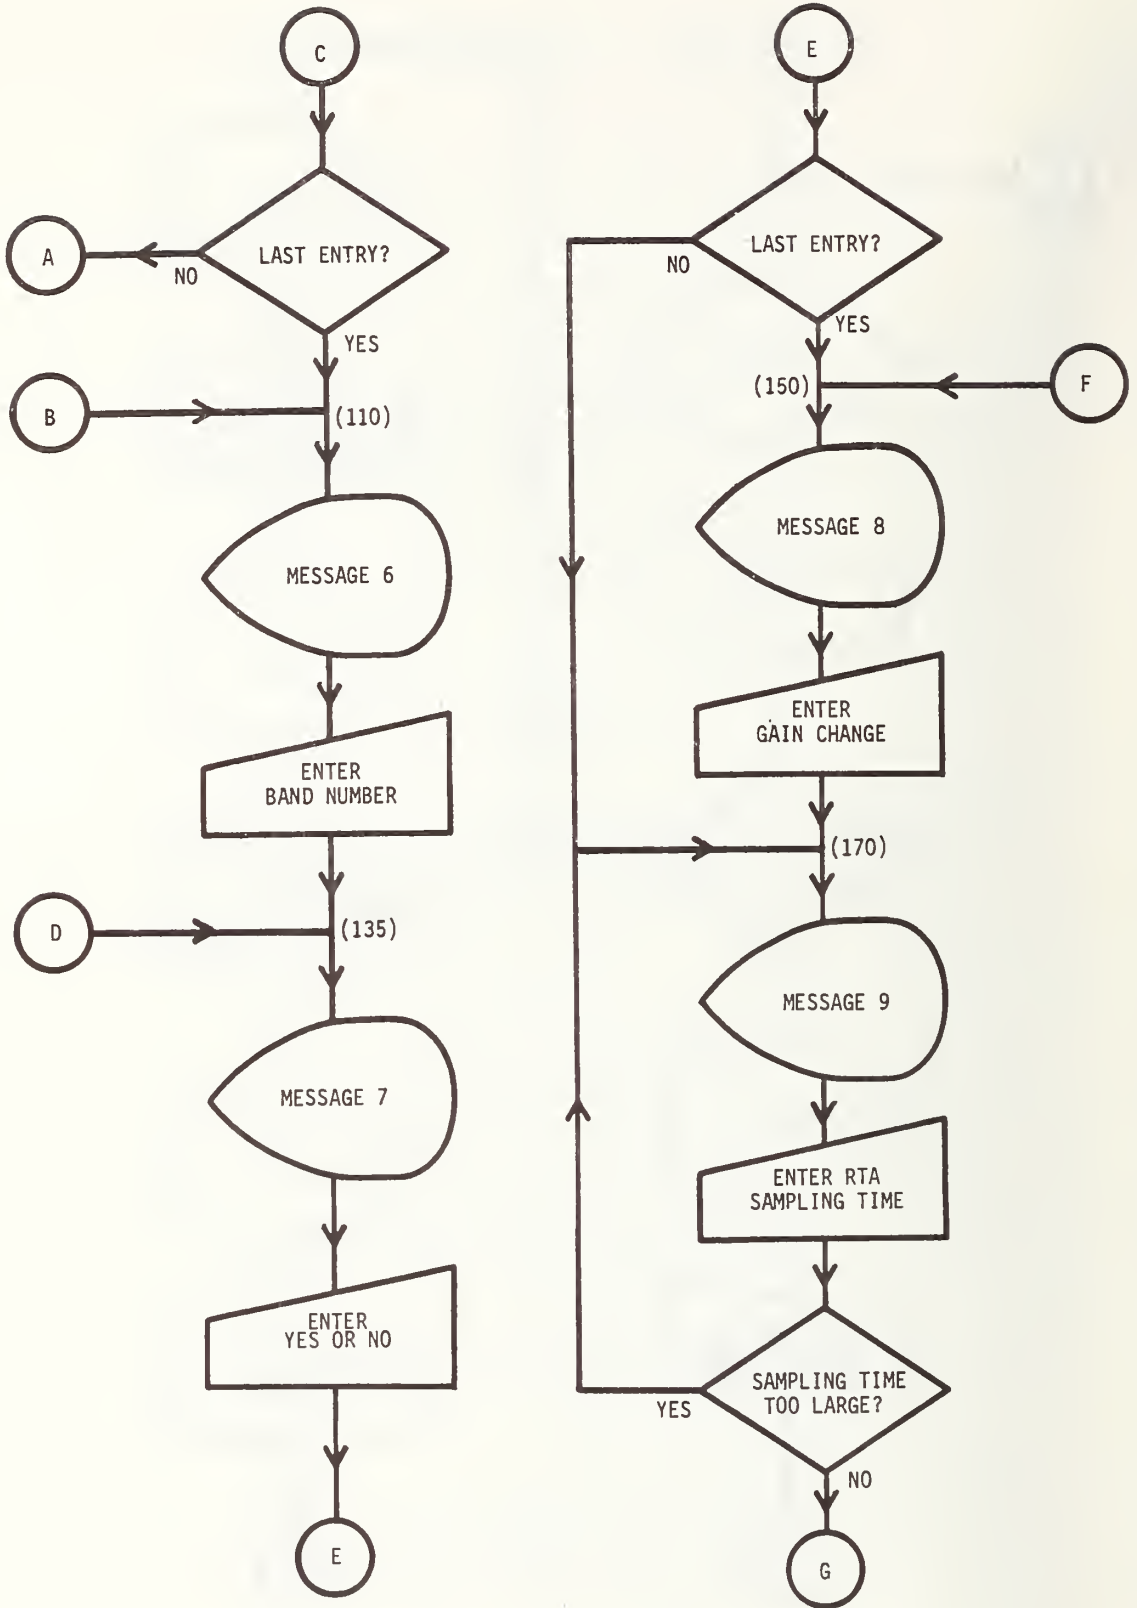 C
LAST ENTRY?
A
NO
YES
B
(110)
MESSAGE 6
ENTER
BAND NUMBER
D
(135)
MESSAGE 7
ENTER
YES OR NO
E
E
LAST ENTRY?
NO
YES
(150)
F
MESSAGE 8
ENTER
GAIN CHANGE
(170)
MESSAGE 9
ENTER RTA
SAMPLING TIME
SAMPLING TIME
TOO LARGE?
YES
NO
G